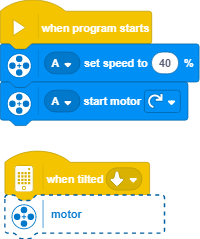 when program starts
A set speed to 40 %
A start motor
when tilted
motor